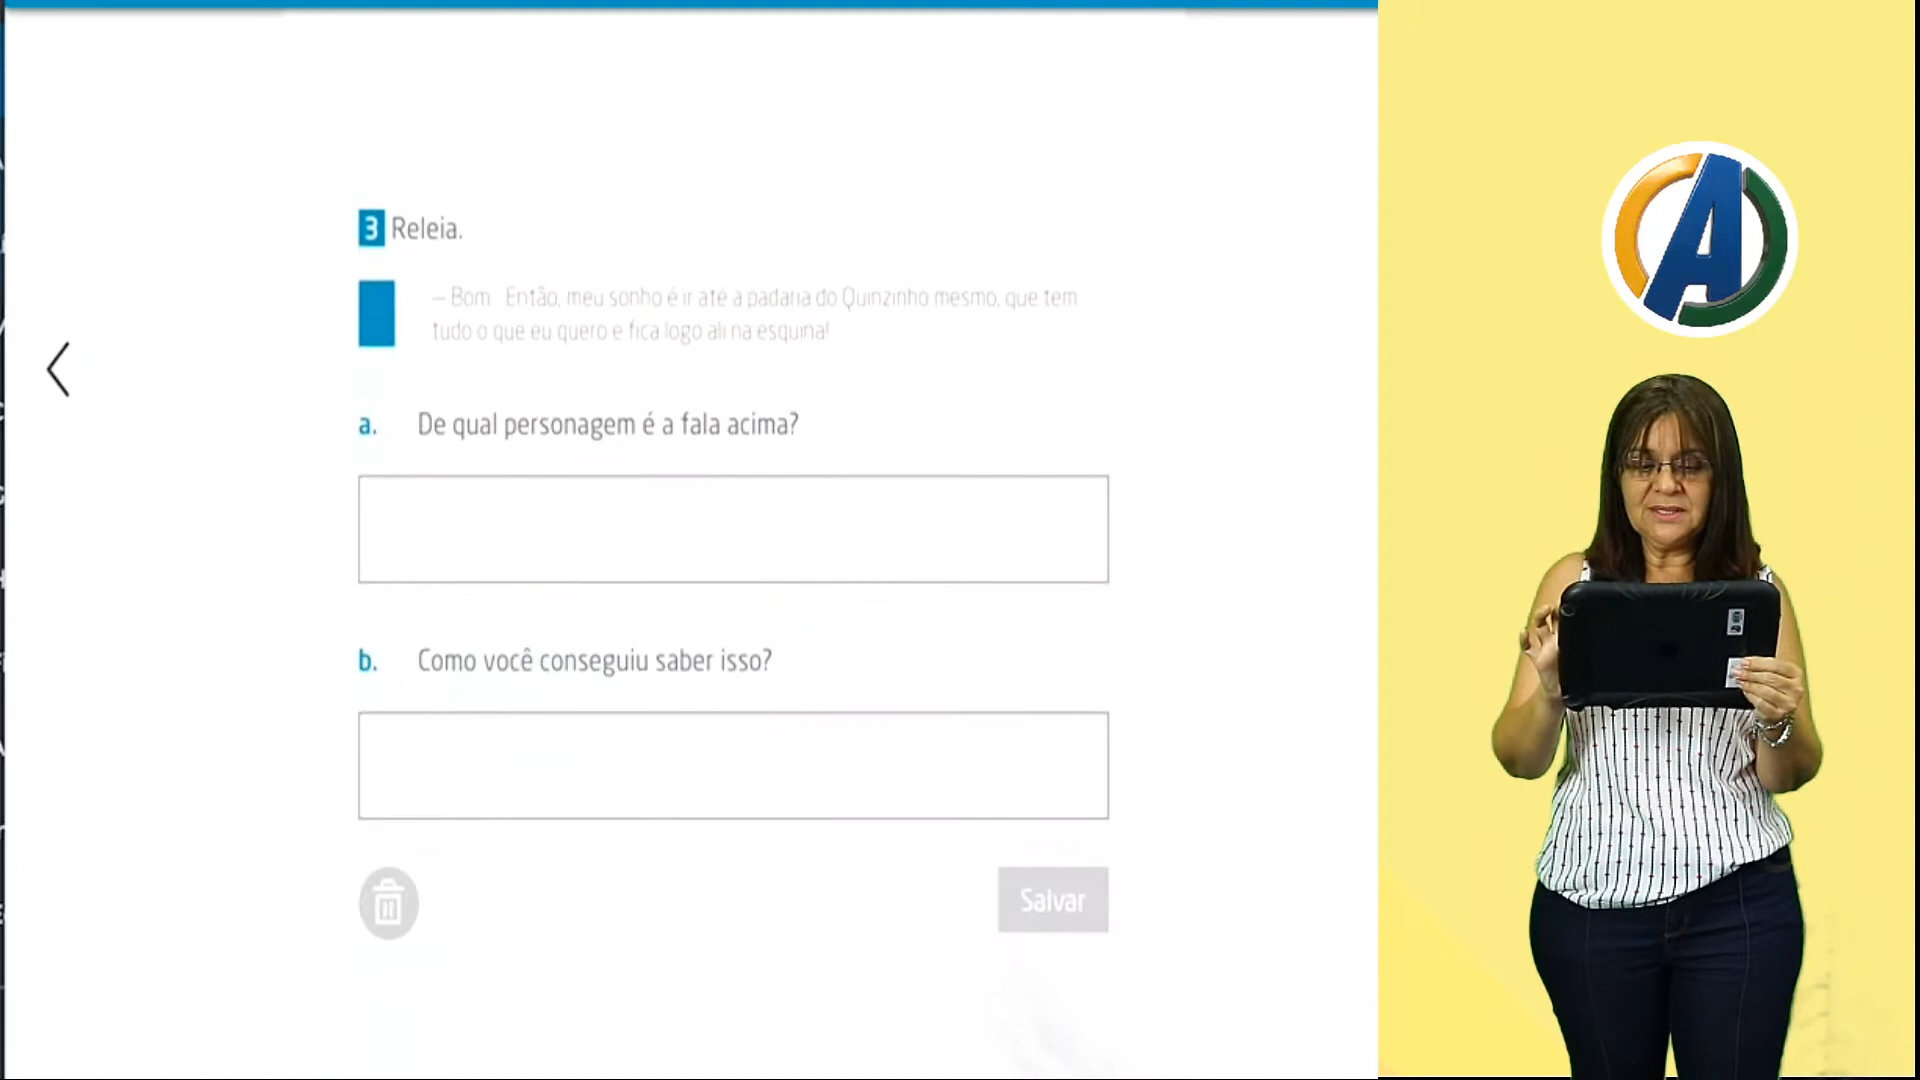 3 Releia.
– Bom. Então, meu sonho é ir até a padaria do Quinzinho mesmo, que tem
tudo o que eu quero e fica logo ali na esquina!
a. De qual personagem é a fala acima?
b. Como você conseguiu saber isso?
Salvar
A